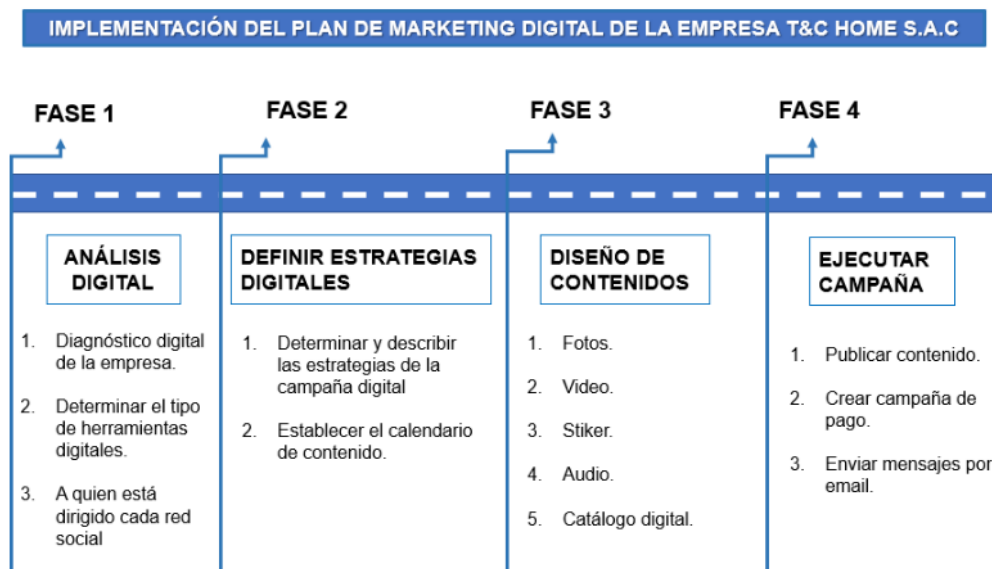 IMPLEMENTACIÓN DEL PLAN DE MARKETING DIGITAL DE LA EMPRESA T&C HOME S.A.C
FASE 1
FASE 2
FASE 3
FASE 4
ANÁLISIS
DIGITAL
1. Diagnóstico digital
de la empresa.
2. Determinar el tipo
de herramientas
digitales.
3. A quien está
dirigido cada red
social
DEFINIR ESTRATEGIAS
DIGITALES
1. Determinar y describir
las estrategias de la
campaña digital
2. Establecer el calendario
de contenido.
DISEÑO DE
CONTENIDOS
1. Fotos.
2. Video.
3. Stiker.
4. Audio.
5. Catálogo digital.
EJECUTAR
CAMPAÑA
1. Publicar contenido.
2. Crear campaña de
pago.
3. Enviar mensajes por
email.